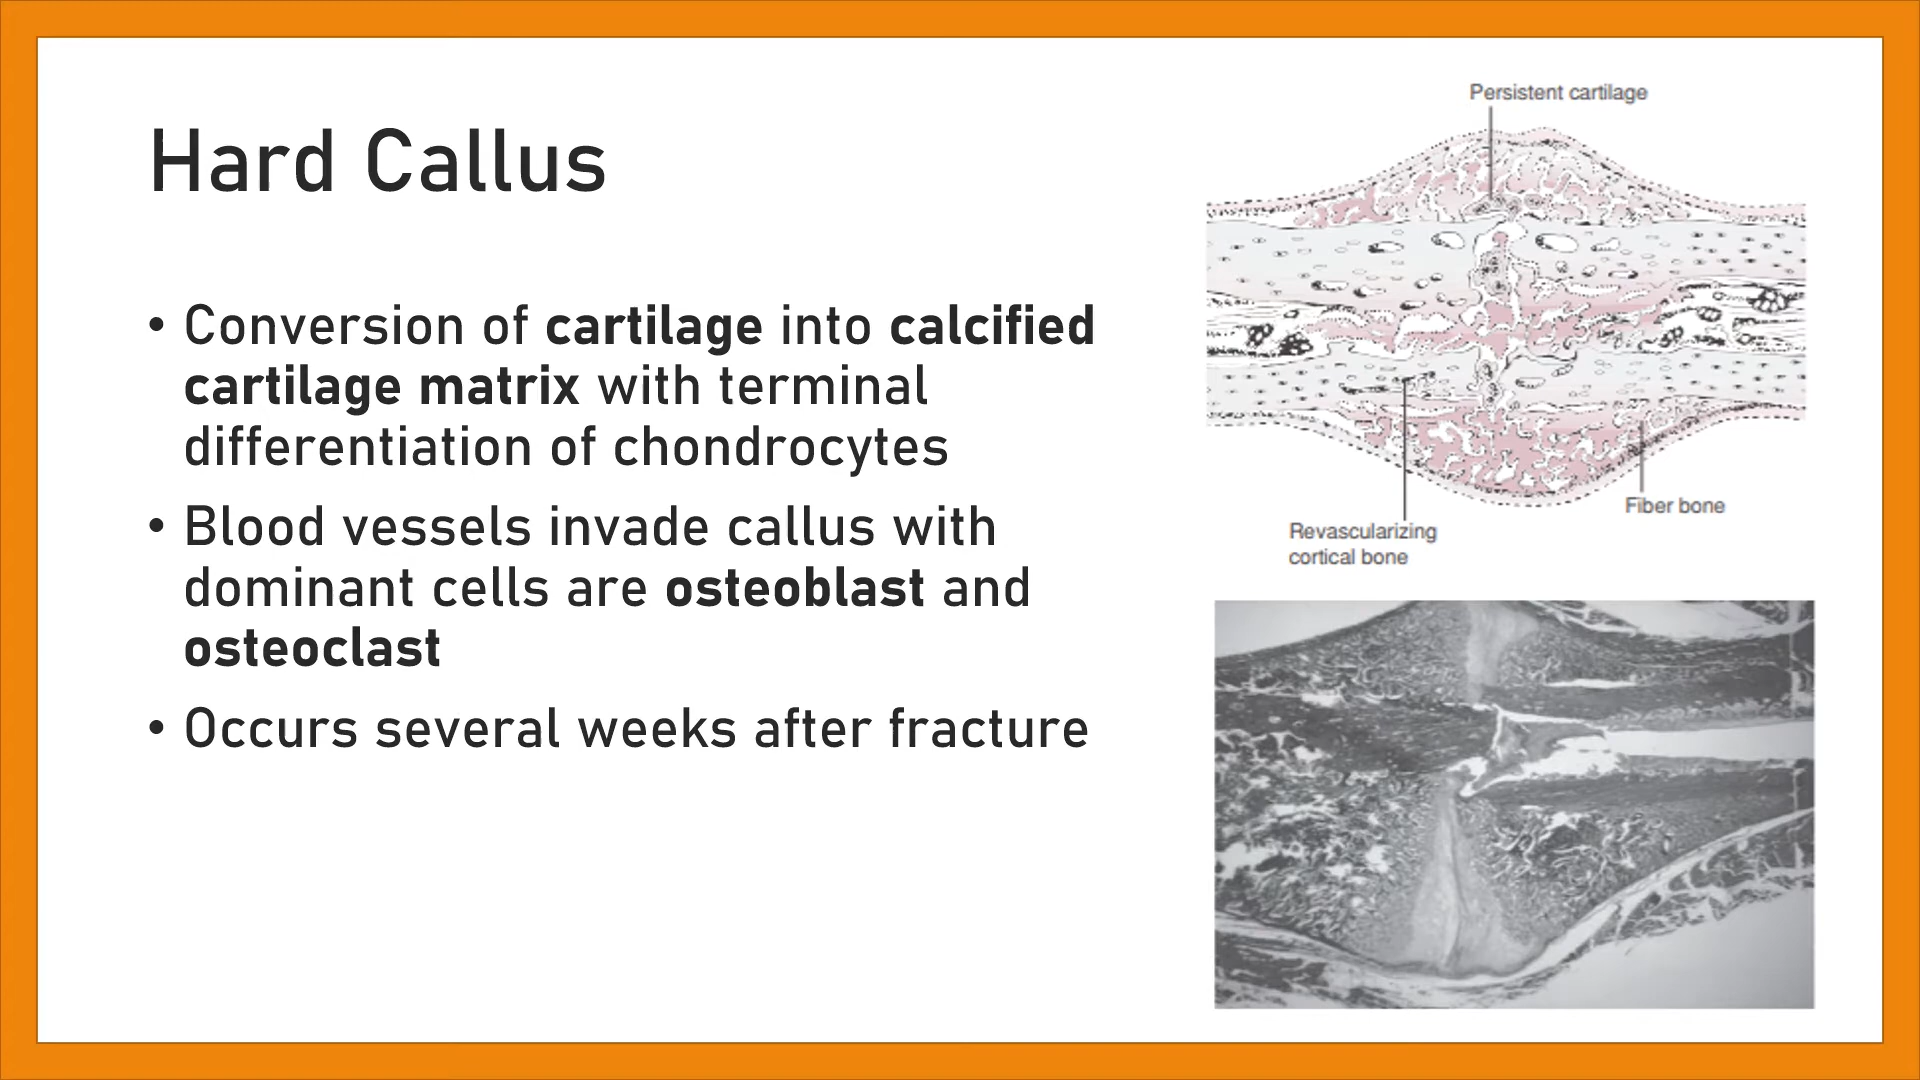 Hard Callus
• Conversion of cartilage into calcified
cartilage matrix with terminal
differentiation of chondrocytes
• Blood vessels invade callus with
dominant cells are osteoblast and
osteoclast
• Occurs several weeks after fracture
Persistent cartilage
Fiber bone
Revascularizing
cortical bone